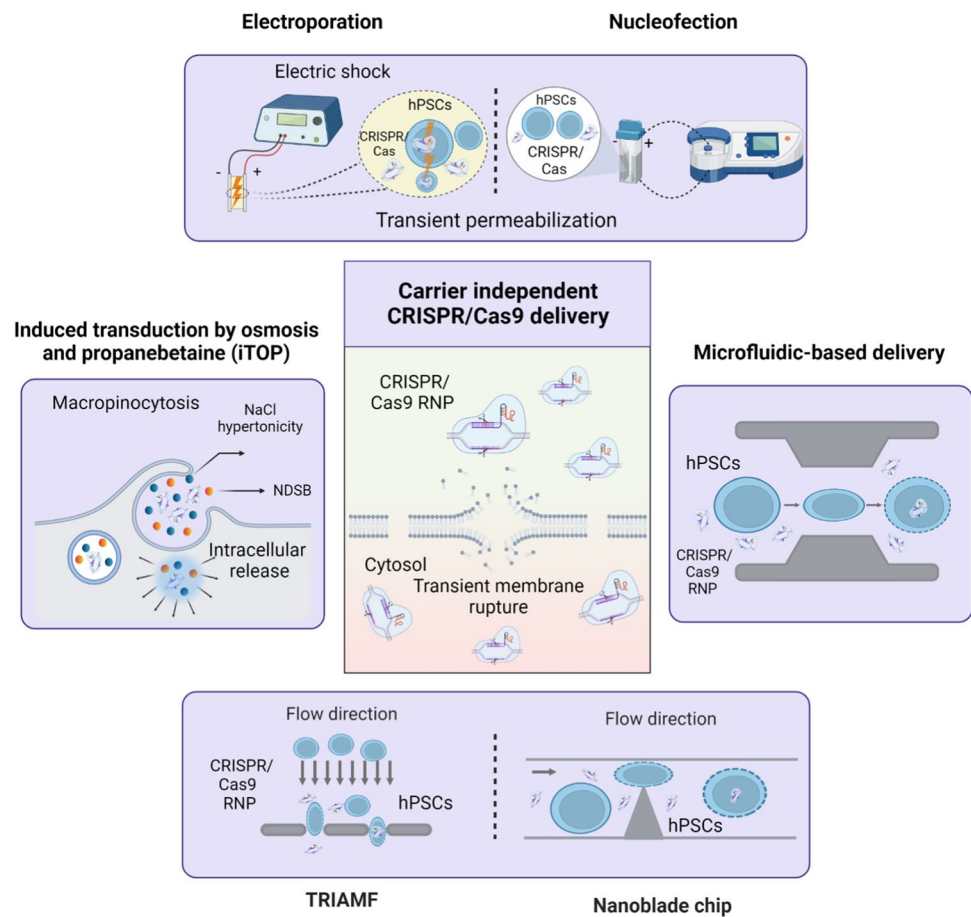 Electroporation
Nucleofection
Electric shock
hPSCs
CRISPR/
Cas
-
+
hPSCs
CRISPR/
Cas
-
+
Transient permeabilization
Carrier independent
CRISPR/Cas9 delivery
Induced transduction by osmosis
and propanebetaine (iTOP)
Macropinocytosis
NaCl
hypertonicity
NDSB
Intracellular
release
CRISPR/
Cas9 RNP
Cytosol
Transient membrane
rupture
Microfluidic-based delivery
hPSCs
CRISPR/
Cas9
RNP
Flow direction
CRISPR/
Cas9
RNP
hPSCs
Flow direction
hPSCs
TRIAMF
Nanoblade chip